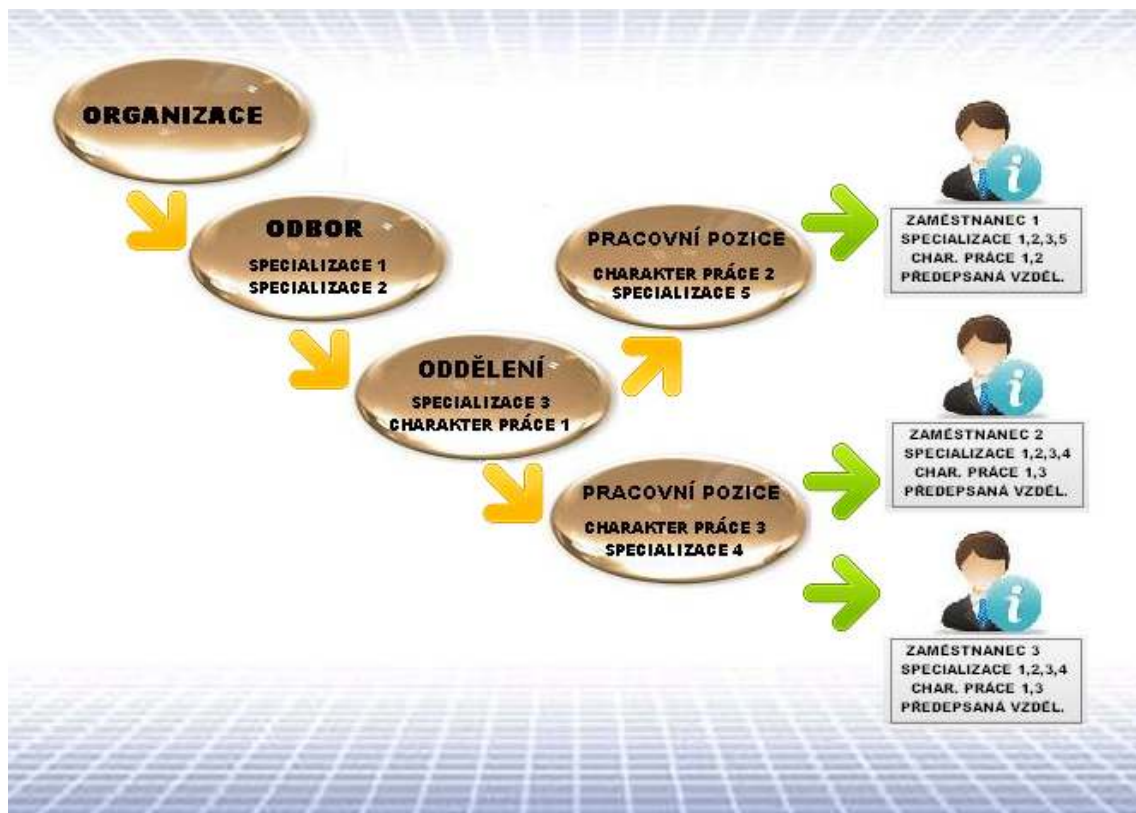 ORGANIZACE
ODBOR
SPECIALIZACE 1
SPECIALIZACE 2
ODDĚLENÍ
SPECIALIZACE 3
CHARAKTER PRÁCE 1
PRACOVNÍ POZICE
CHARAKTER PRÁCE 2
SPECIALIZACE 5
PRACOVNÍ POZICE
CHARAKTER PRÁCE 3
SPECIALIZACE 4
i
ZAMĚSTNANEC 1
SPECIALIZACE 1,2,3,5
CHAR. PRÁCE 1,2
PŘEDEPSANÁ VZDĚL.
i
ZAMĚSTNANEC 2
SPECIALIZACE 1,2,3,4
CHAR. PRÁCE 1,3
PŘEDEPSANÁ VZDĚL.
i
ZAMĚSTNANEC 3
SPECIALIZACE 1,2,3,4
CHAR. PRÁCE 1,3
PŘEDEPSANÁ VZDĚL.